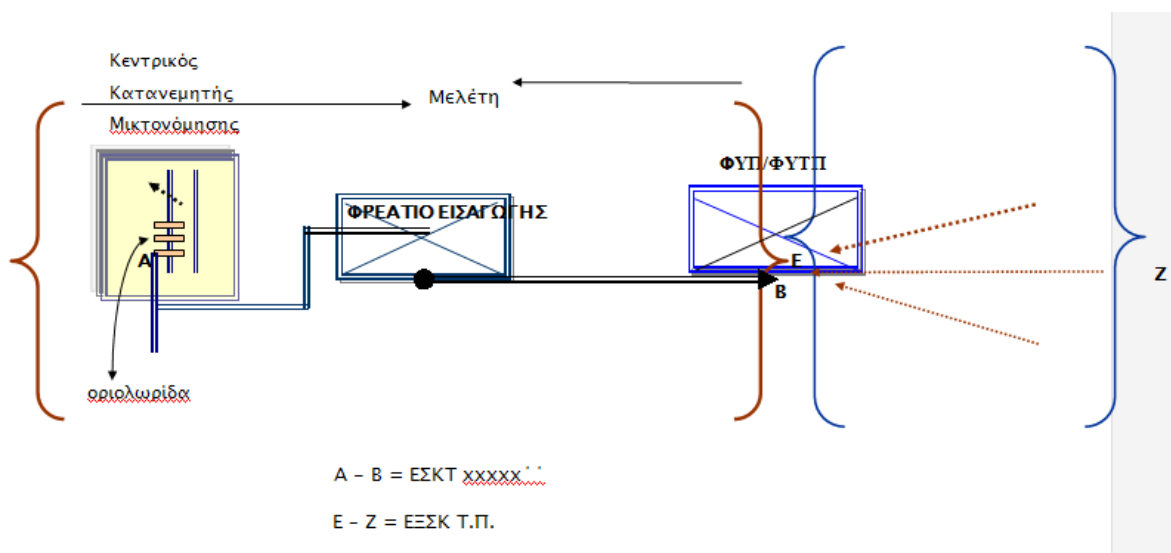 Κεντρικός
Κατανεμητής
Μικτονόμησης
Μελέτη
ΦΥΠ/ΦΥΤΠ
ΦΡΕΑΤΙΟ ΕΙΣΑΓΩΓΗΣ
Α
Ε
Β
Ζ
οριολωρίδα
Α – Β = ΕΣΚΤ xxxxx΄΄
Ε – Ζ = ΕΞΣΚ Τ.Π.